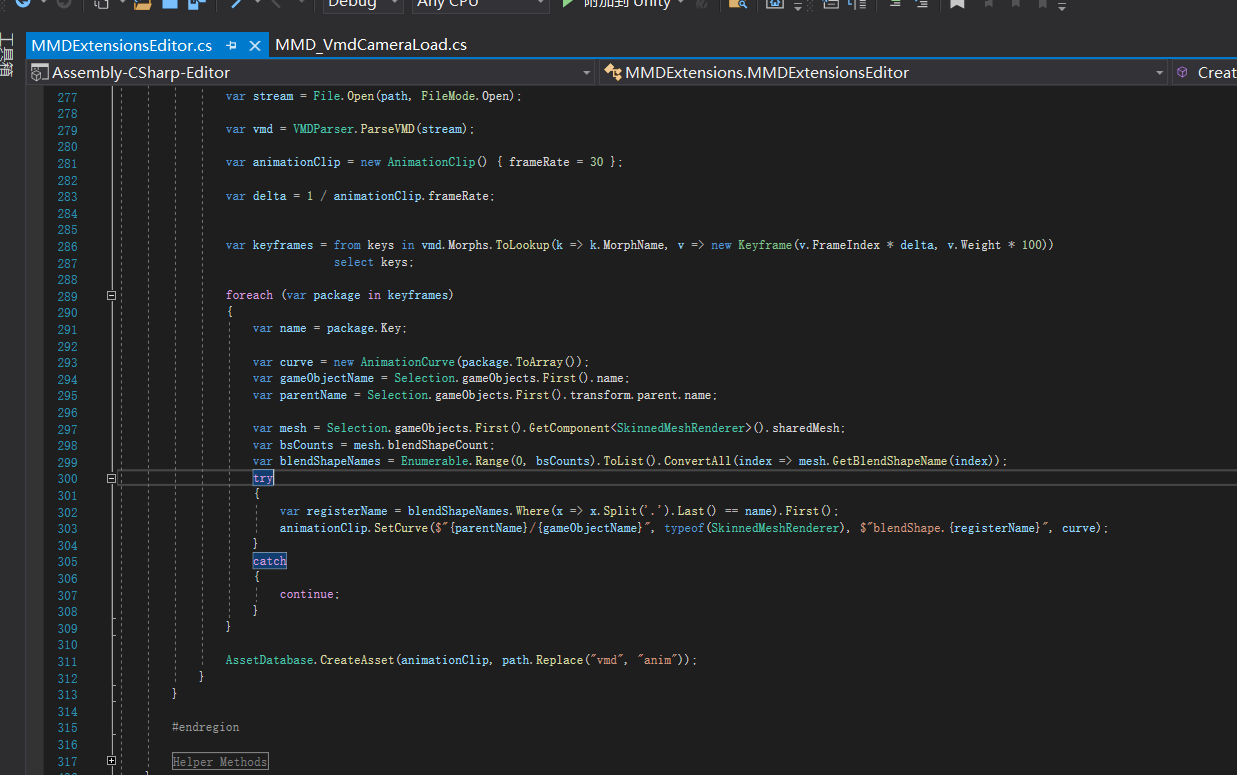 Debug
Any CPU
附加到 Unity
工具箱
MMDExtensionsEditor.cs
MMD_VmdCameraLoad.cs
Assembly-CSharp-Editor
MMDExtensions.MMDExtensionsEditor
Creat
277 var stream = File.Open(path, FileMode.Open);
278
279 var vmd = VMDParser.ParseVMD(stream);
280
281 var animationClip = new AnimationClip() { frameRate = 30 };
282
283 var delta = 1 / animationClip.frameRate;
284
285
286 var keyframes = from keys in vmd.Morphs.ToLookup(k => k.MorphName, v => new Keyframe(v.FrameIndex * delta, v.Weight * 100))
287 select keys;
288
289 foreach (var package in keyframes)
290 {
291 var name = package.Key;
292
293 var curve = new AnimationCurve(package.ToArray());
294 var gameObjectName = Selection.gameObjects.First().name;
295 var parentName = Selection.gameObjects.First().transform.parent.name;
296
297 var mesh = Selection.gameObjects.First().GetComponent<SkinnedMeshRenderer>().sharedMesh;
298 var bsCounts = mesh.blendShapeCount;
299 var blendShapeNames = Enumerable.Range(0, bsCounts).ToList().ConvertAll(index => mesh.GetBlendShapeName(index));
300 try
301 {
302 var registerName = blendShapeNames.Where(x => x.Split('.').Last() == name).First();
303 animationClip.SetCurve($"{parentName}/{gameObjectName}", typeof(SkinnedMeshRenderer), $"blendShape.{registerName}", curve);
304 }
305 catch
306 {
307 continue;
308 }
309 }
310
311 AssetDatabase.CreateAsset(animationClip, path.Replace("vmd", "anim"));
312 }
313 }
314
315 #endregion
316
317 Helper Methods